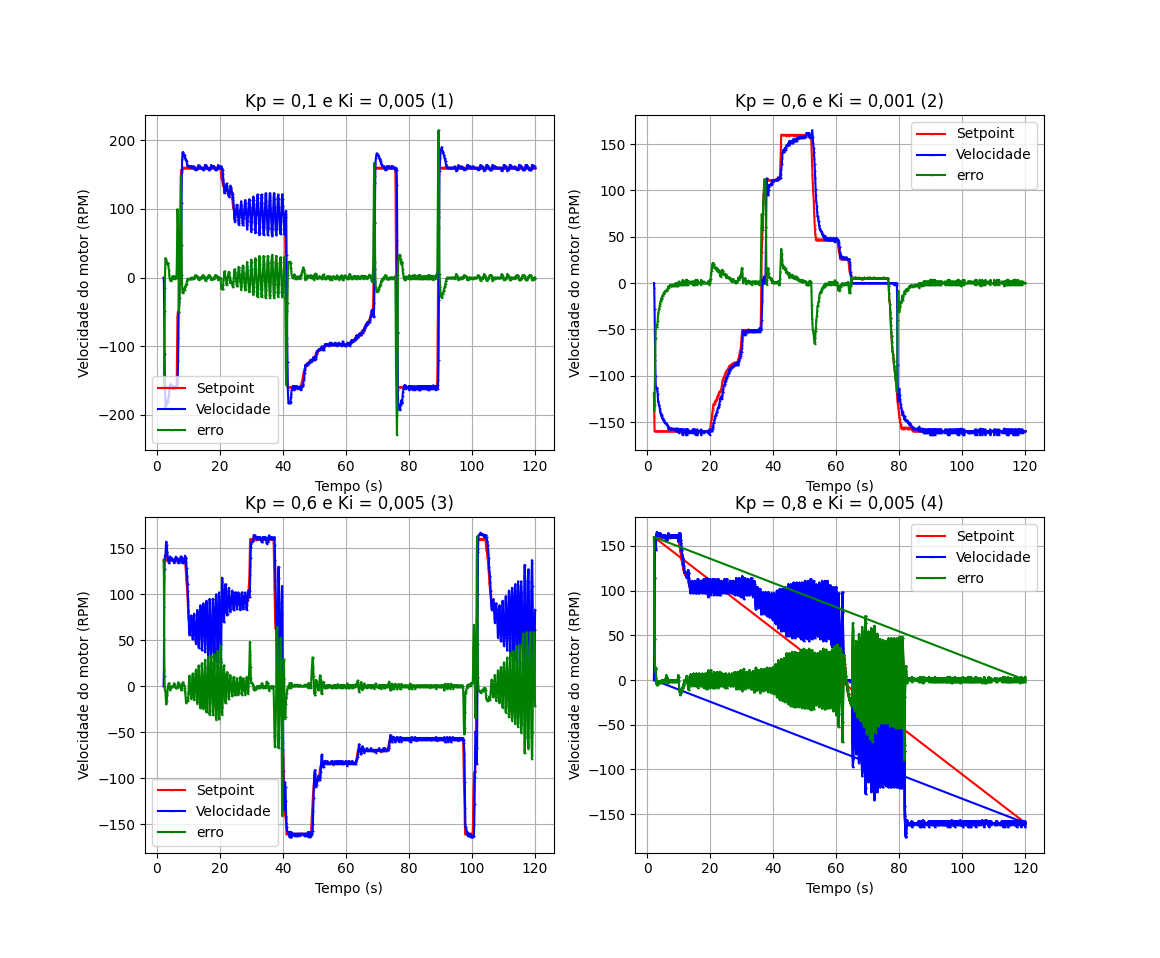 Kp = 0,1 e Ki = 0,005 (1)
Velocidade do motor (RPM)
200
100
0
−100
−200
Setpoint
Velocidade
erro
0 20 40 60 80 100 120
Tempo (s)
Kp = 0,6 e Ki = 0,001 (2)
Velocidade do motor (RPM)
150
100
50
0
−50
−100
−150
Setpoint
Velocidade
erro
0 20 40 60 80 100 120
Tempo (s)
Kp = 0,6 e Ki = 0,005 (3)
Velocidade do motor (RPM)
150
100
50
0
−50
−100
−150
Setpoint
Velocidade
erro
0 20 40 60 80 100 120
Tempo (s)
Kp = 0,8 e Ki = 0,005 (4)
Velocidade do motor (RPM)
150
100
50
0
−50
−100
−150
Setpoint
Velocidade
erro
0 20 40 60 80 100 120
Tempo (s)